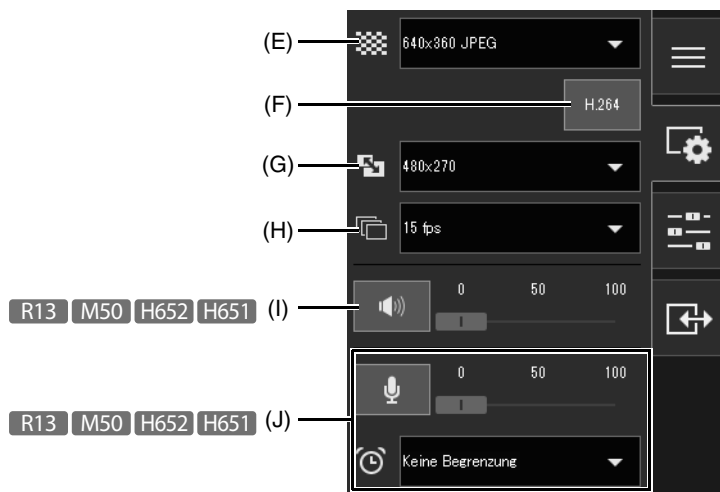 (E) 640x360 JPEG
(F) H.264
(G) 480x270
(H) 15 fps
R13 M50 H652 H651 (I) 0 50 100
R13 M50 H652 H651 (J) 0 50 100
Keine Begrenzung